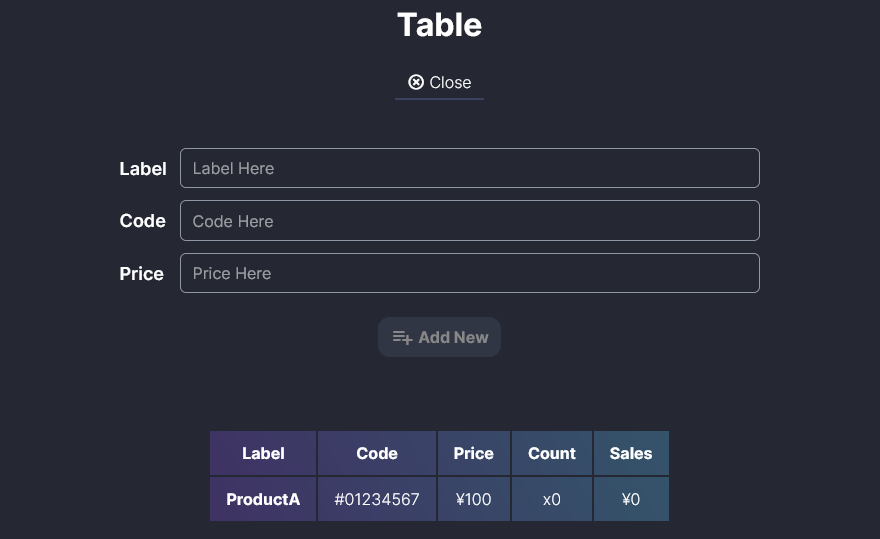 Table
Close
Label Label Here
Code Code Here
Price Price Here
Add New
Label Code Price Count Sales
ProductA #01234567 ¥100 x0 ¥0